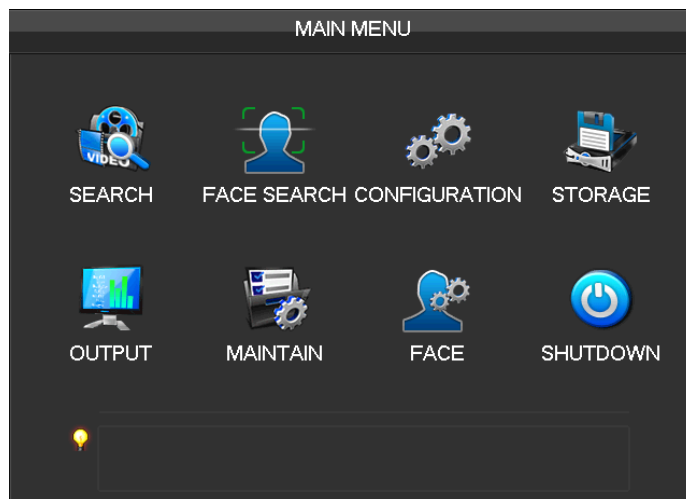 MAIN MENU
VIDEO
SEARCH FACE SEARCH CONFIGURATION STORAGE
OUTPUT MAINTAIN FACE SHUTDOWN